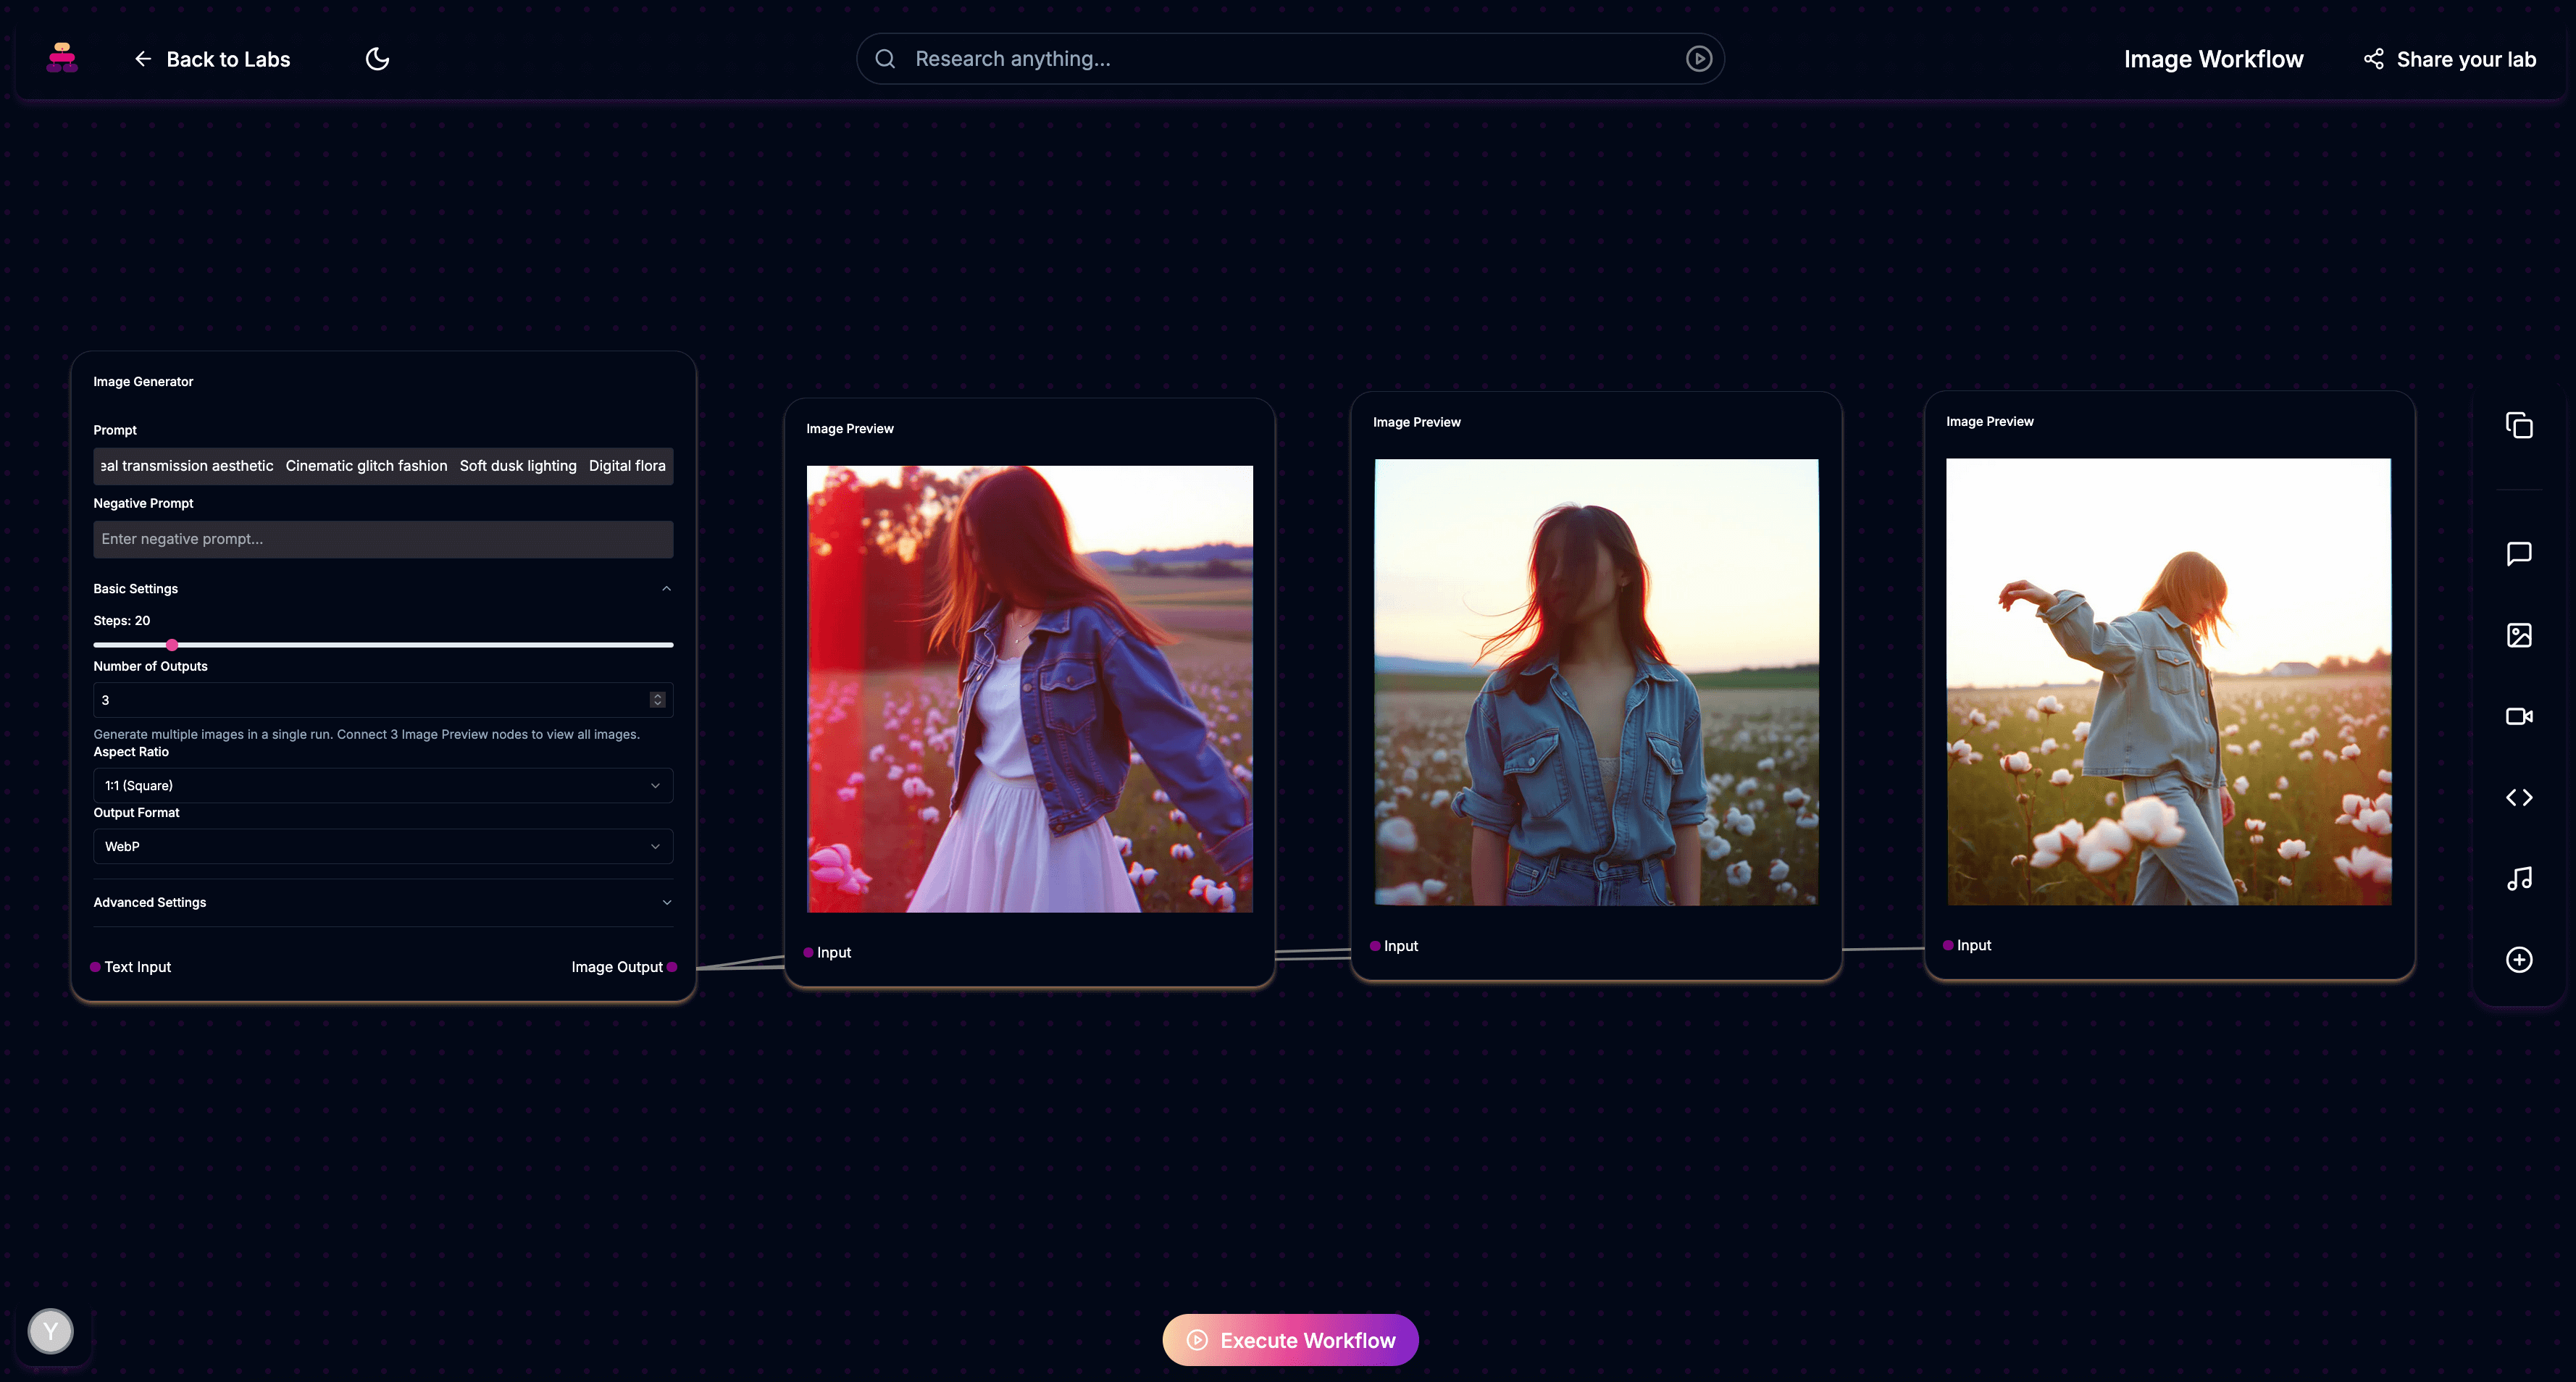 Back to Labs
Research anything...
Image Workflow
Share your lab
Image Generator
Prompt
transmission aesthetic Cinematic glitch fashion Soft dusk lighting Digital flora
Negative Prompt
Enter negative prompt...
Basic Settings
Steps: 20
Number of Outputs
3
Generate multiple images in a single run. Connect 3 Image Preview nodes to view all images.
Aspect Ratio
1:1 (Square)
Output Format
WebP
Advanced Settings
Text Input
Image Output
Image Preview
Input
Image Preview
Input
Image Preview
Input
Y
Execute Workflow